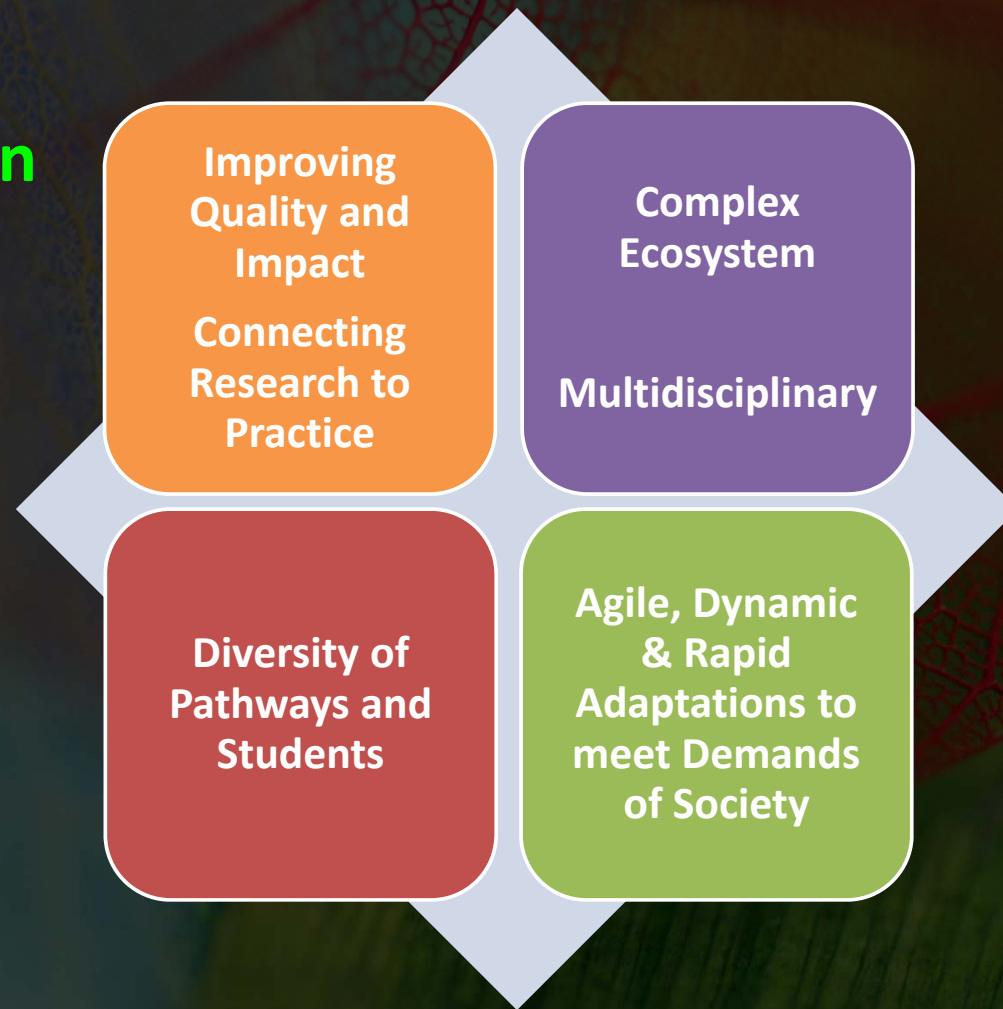 n
Improving
Quality and
Impact
Connecting
Research to
Practice
Complex
Ecosystem
Multidisciplinary
Diversity of
Pathways and
Students
Agile, Dynamic
& Rapid
Adaptations to
meet Demands
of Society